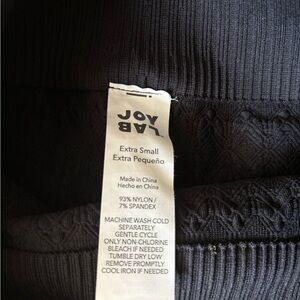 JOY
LAB
Extra Small
Extra Pequeño
Made in China
Hecho en China
93% NYLON /
7% SPANDEX
MACHINE WASH COLD
SEPARATELY
GENTLE CYCLE
ONLY NON-CHLORINE
BLEACH IF NEEDED
TUMBLE DRY LOW
REMOVE PROMPTLY
COOL IRON IF NEEDED